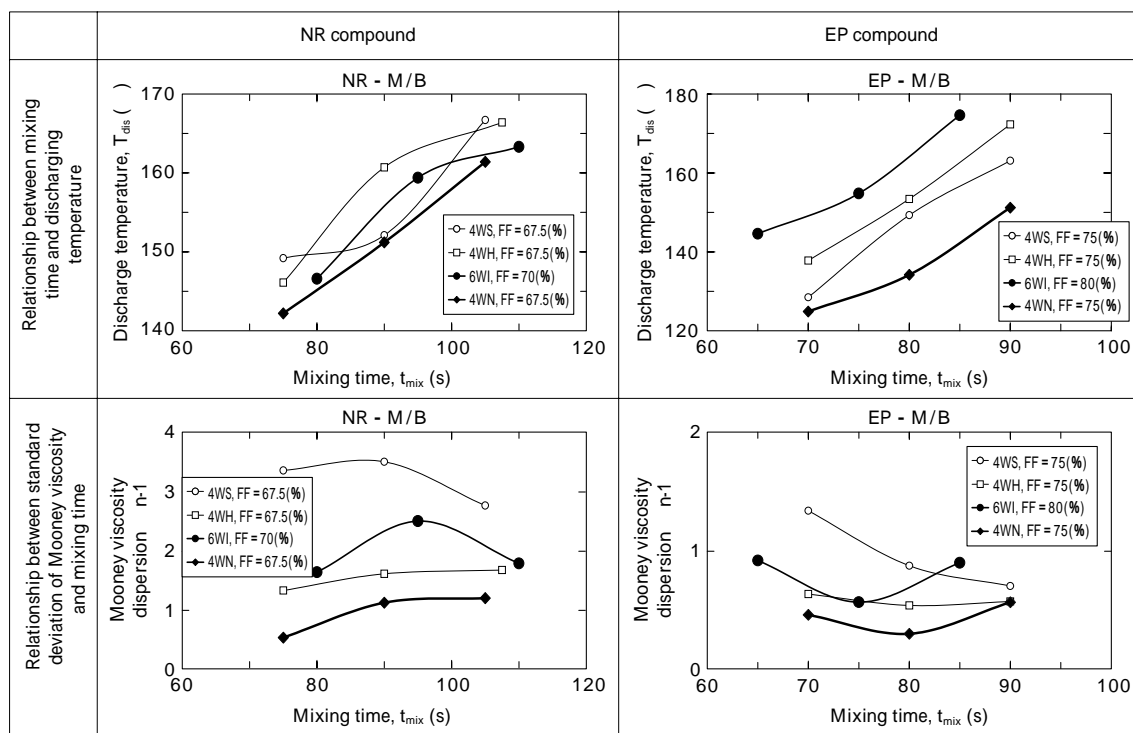 NR compound
EP compound
Relationship between mixing
time and discharging
temperature
NR - M/B
Discharge temperature, Tdis ( )
170
160
150
140
60
80
100
120
Mixing time, tmix (s)
4WS, FF = 67.5(%)
4WH, FF = 67.5(%)
6WI, FF = 70(%)
4WN, FF = 67.5(%)
EP - M/B
Discharge temperature, Tdis ( )
180
160
140
120
60
70
80
90
100
Mixing time, tmix (s)
4WS, FF = 75(%)
4WH, FF = 75(%)
6WI, FF = 80(%)
4WN, FF = 75(%)
Relationship between standard
deviation of Mooney viscosity
and mixing time
NR - M/B
Mooney viscosity
dispersion n-1
4
3
2
1
0
60
80
100
120
Mixing time, tmix (s)
4WS, FF = 67.5(%)
4WH, FF = 67.5(%)
6WI, FF = 70(%)
4WN, FF = 67.5(%)
EP - M/B
Mooney viscosity
dispersion n-1
2
1
0
60
70
80
90
100
Mixing time, tmix (s)
4WS, FF = 75(%)
4WH, FF = 75(%)
6WI, FF = 80(%)
4WN, FF = 75(%)